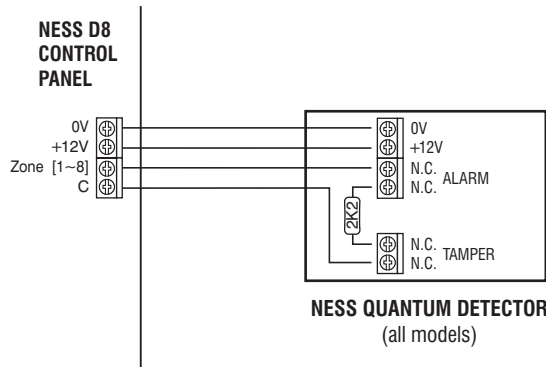 NESS D8
CONTROL
PANEL
0V
+12V
Zone [1~8]
C
0V
+12V
N.C.
N.C.
ALARM
2K2
N.C.
N.C.
TAMPER
NESS QUANTUM DETECTOR
(all models)